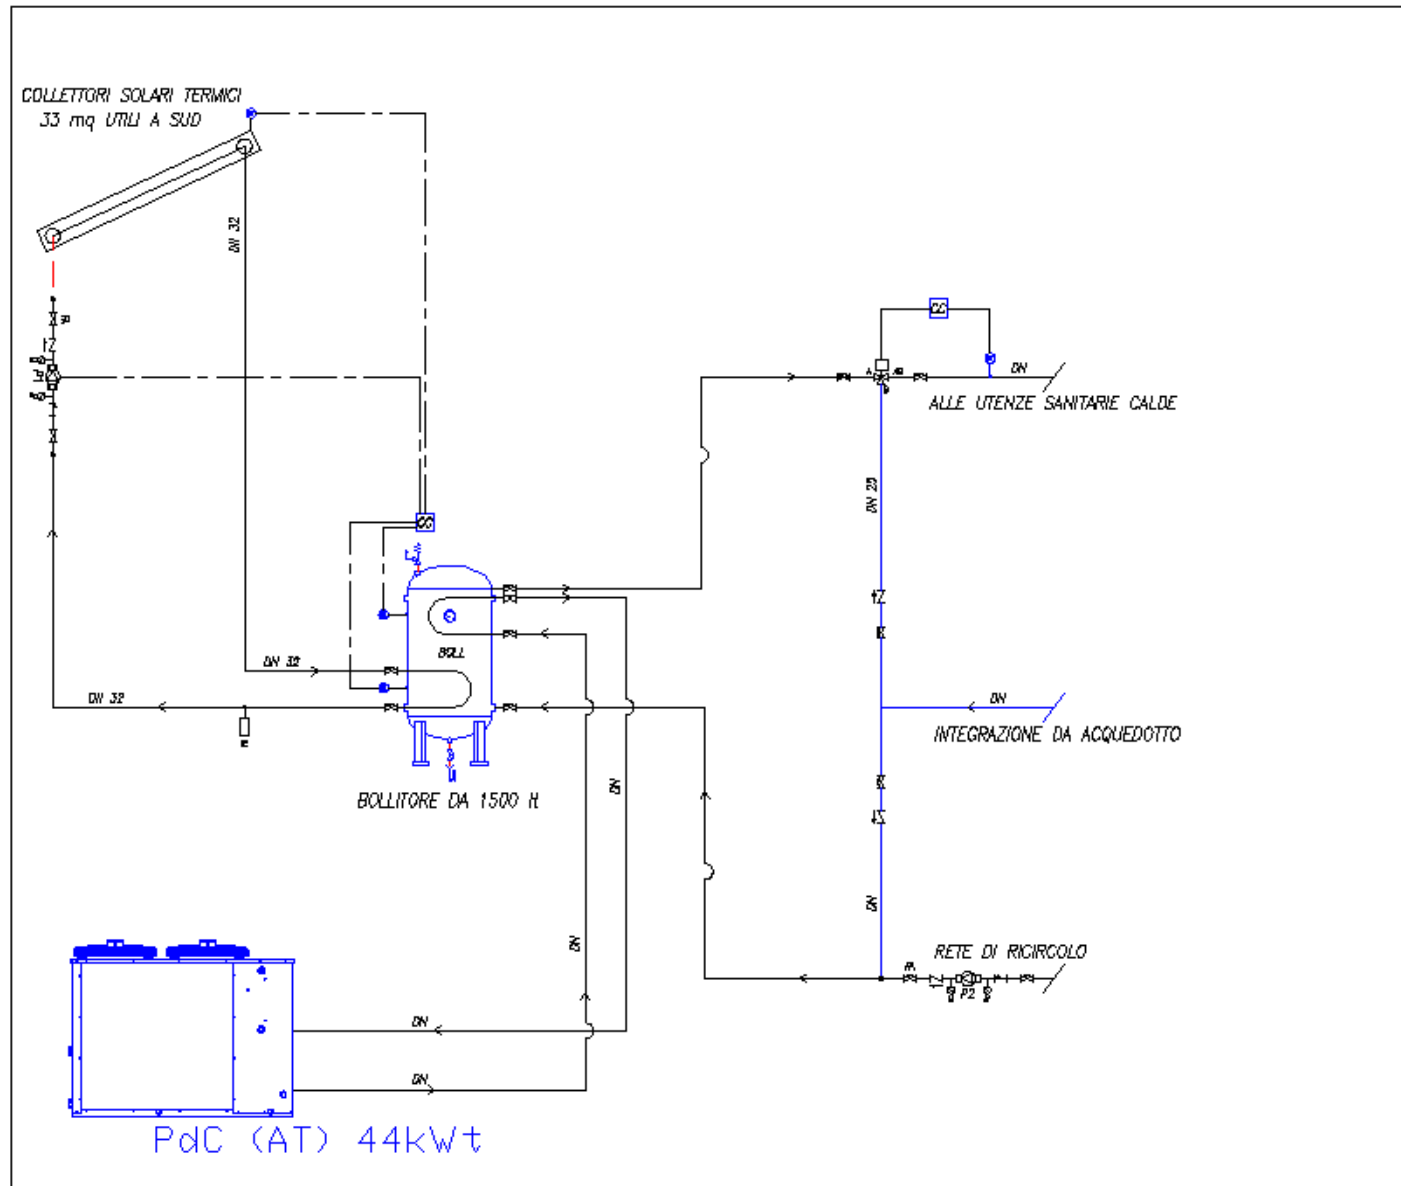 COLLETTORI SOLARI TERMICI
33 mq UTILI A SUD
DN 32
P1
DN
ALLE UTENZE SANITARIE CALDE
DN 20
BOLL
DN 32
DN 32
DN
INTEGRAZIONE DA ACQUEDOTTO
BOLLITORE DA 1500 lt
DN
DN
DN
RETE DI RICIRCOLO
P2
DN
DN
PdC (AT) 44kWt